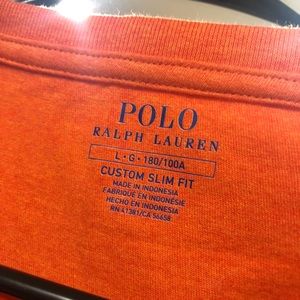 POLO
RALPH LAUREN
L • G • 180/100A
CUSTOM SLIM FIT
MADE IN INDONESIA
FABRIQUÉ EN INDONÉSIE
HECHO EN INDONESIA
RN 41381/CA 56658